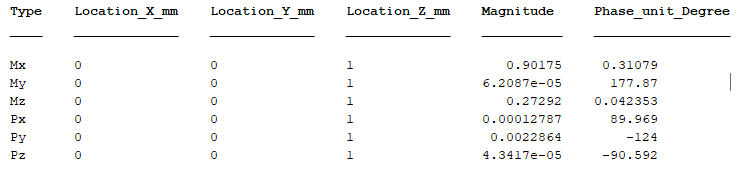 Type Location_X_mm Location_Y_mm Location_Z_mm Magnitude Phase_unit_Degree
Mx 0 0 1 0.90175 0.31079
My 0 0 1 6.2087e-05 177.87
Mz 0 0 1 0.27292 0.042353
Px 0 0 1 0.00012787 89.969
Py 0 0 1 0.0022864 -124
Pz 0 0 1 4.3417e-05 -90.592